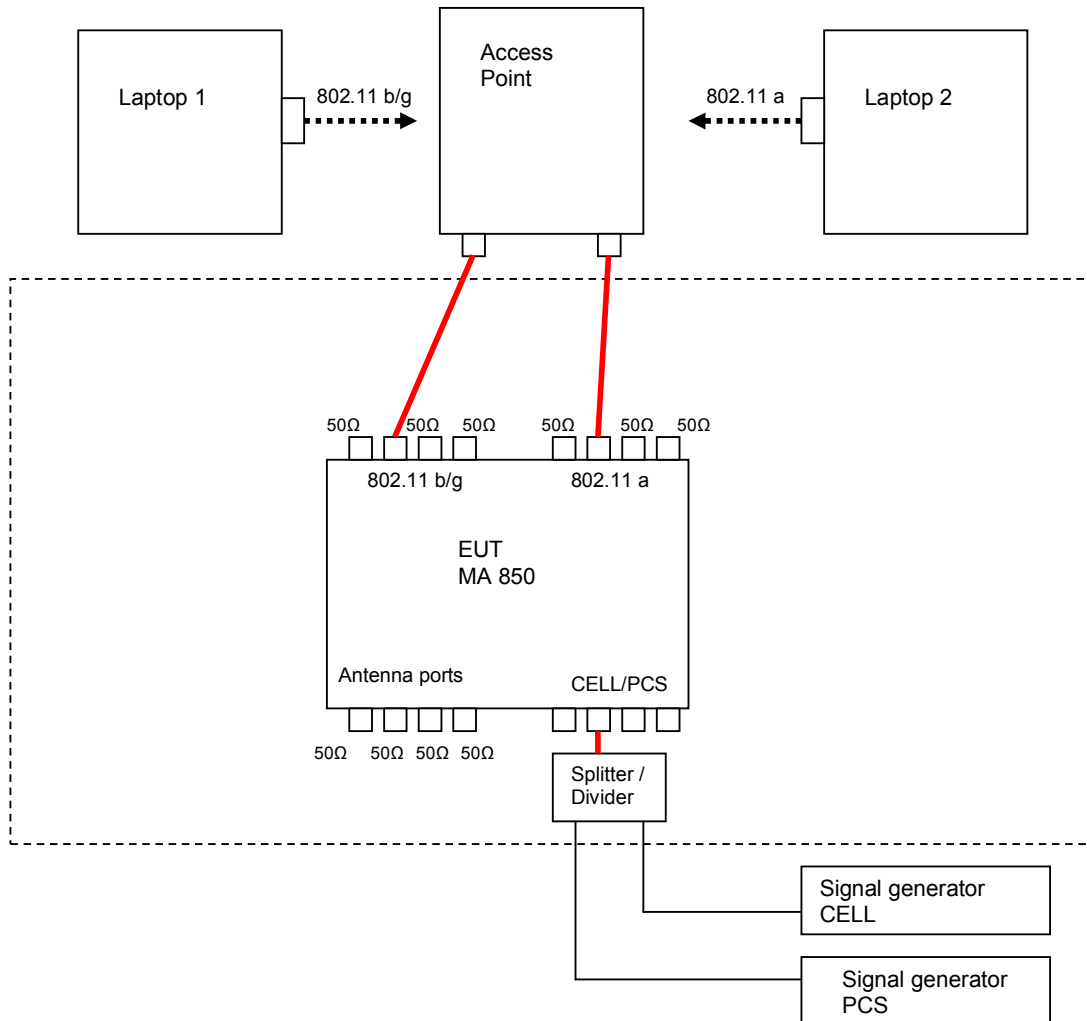 Laptop 1
802.11 b/g
Access
Point
802.11 a
Laptop 2
50Ω
50Ω
50Ω
50Ω
50Ω
50Ω
802.11 b/g
802.11 a
EUT
MA 850
Antenna ports
CELL/PCS
50Ω
50Ω
50Ω
50Ω
Splitter /
Divider
Signal generator
CELL
Signal generator
PCS